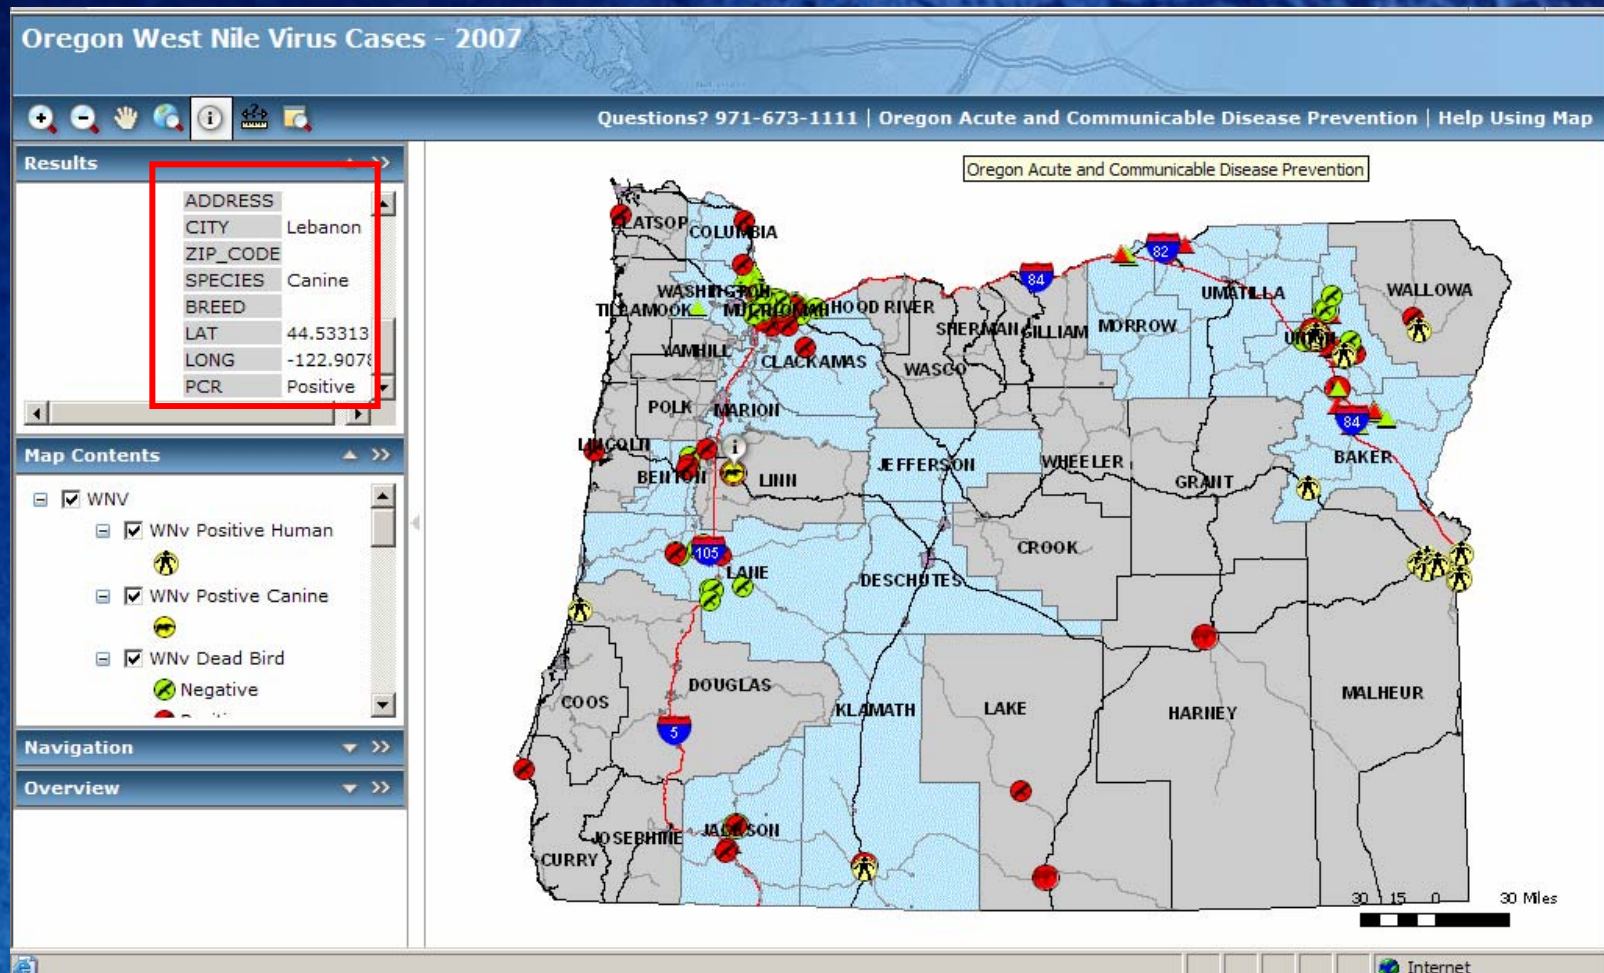 Oregon West Nile Virus Cases - 2007
Questions? 971-673-1111 | Oregon Acute and Communicable Disease Prevention | Help Using Map
Results
ADDRESS
CITY Lebanon
ZIP_CODE
SPECIES Canine
BREED
LAT 44.53313
LONG -122.9078
PCR Positive
Map Contents
WNV
WNv Positive Human
WNv Postive Canine
WNv Dead Bird
Negative
Navigation
Overview
Oregon Acute and Communicable Disease Prevention
CLATSOP
COLUMBIA
82
84
WASHINGTON
UMATILLA
WALLOWA
TILLAMOOK
MULTNOMAH
HOOD RIVER
SHERMAN
GILLIAM
MORROW
UNION
YAMHILL
CLACKAMAS
WASCO
POLK
MARION
84
LINCOLN
i
BAKER
BENTON
LINN
JEFFERSON
WHEELER
GRANT
105
CROOK
LANE
DESCHUTES
DOUGLAS
COOS
KLAMATH
LAKE
HARNEY
MALHEUR
5
JOSEPHINE
JACKSON
CURRY
30 15 0 30 Miles
Internet